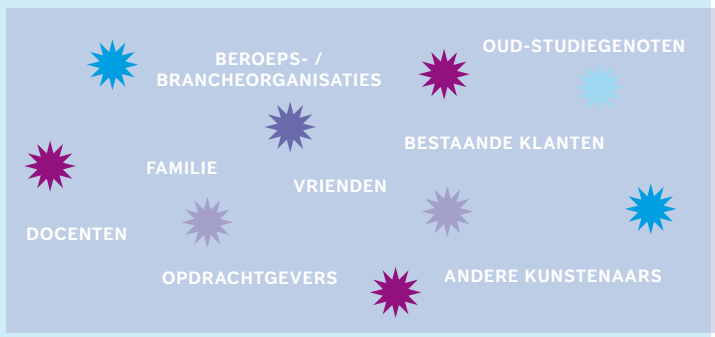 OUD-STUDIEGENOTEN
BEROEPS- /
BRANCHEORGANISATIES
BESTAANDE KLANTEN
FAMILIE
VRIENDEN
DOCENTEN
OPDRACHTGEVERS
ANDERE KUNSTENAARS